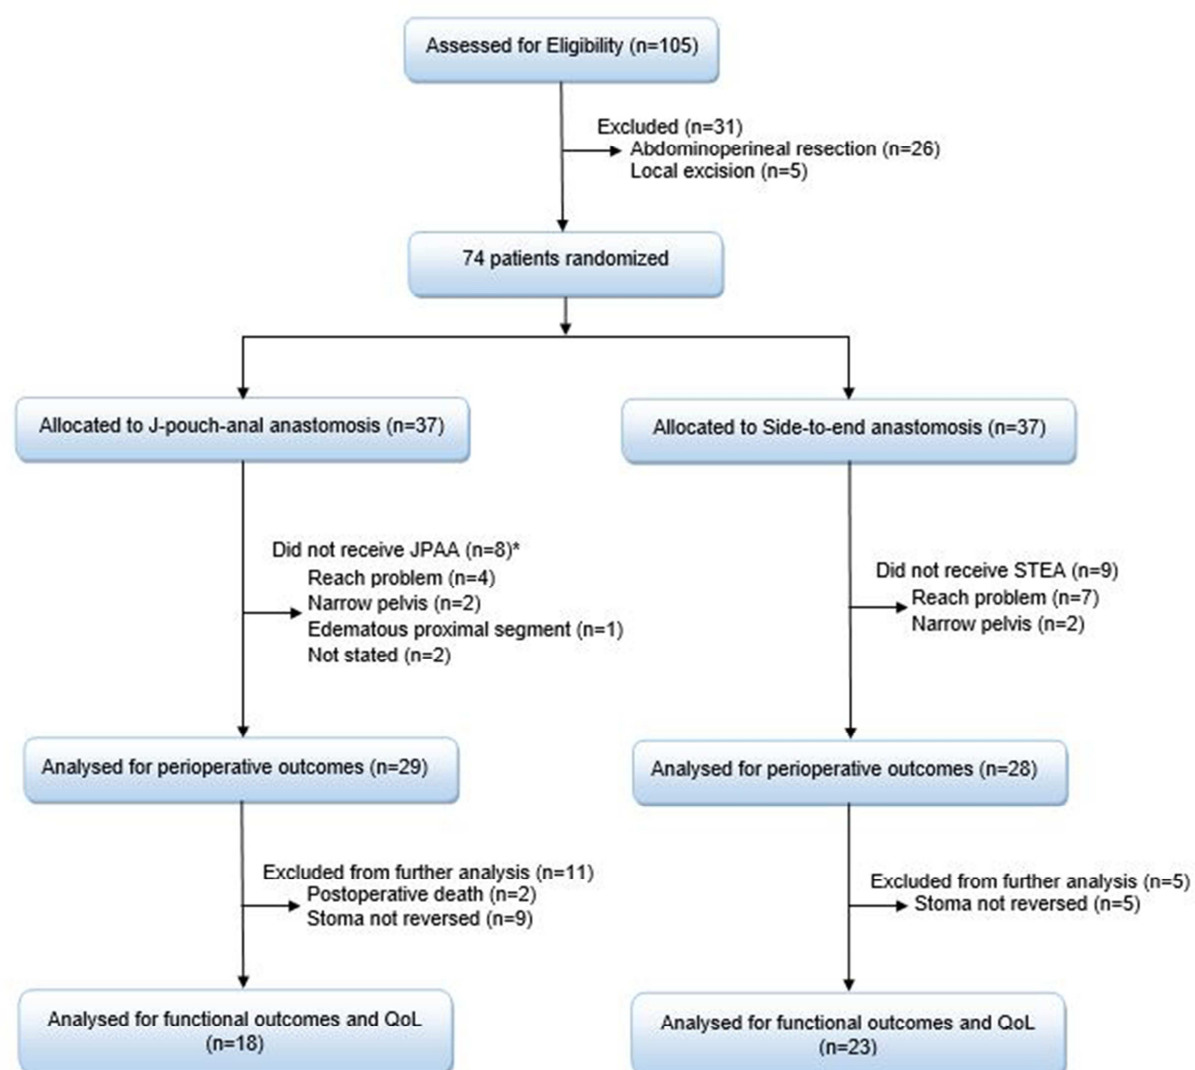 Assessed for Eligibility (n=105)
Excluded (n=31)
Abdominoperineal resection (n=26)
Local excision (n=5)
74 patients randomized
Allocated to J-pouch-anal anastomosis (n=37)
Allocated to Side-to-end anastomosis (n=37)
Did not receive JPAA (n=8)*
Reach problem (n=4)
Narrow pelvis (n=2)
Edematous proximal segment (n=1)
Not stated (n=2)
Did not receive STEA (n=9)
Reach problem (n=7)
Narrow pelvis (n=2)
Analysed for perioperative outcomes (n=29)
Analysed for perioperative outcomes (n=28)
Excluded from further analysis (n=11)
Postoperative death (n=2)
Stoma not reversed (n=9)
Excluded from further analysis (n=5)
Stoma not reversed (n=5)
Analysed for functional outcomes and QoL
(n=18)
Analysed for functional outcomes and QoL
(n=23)